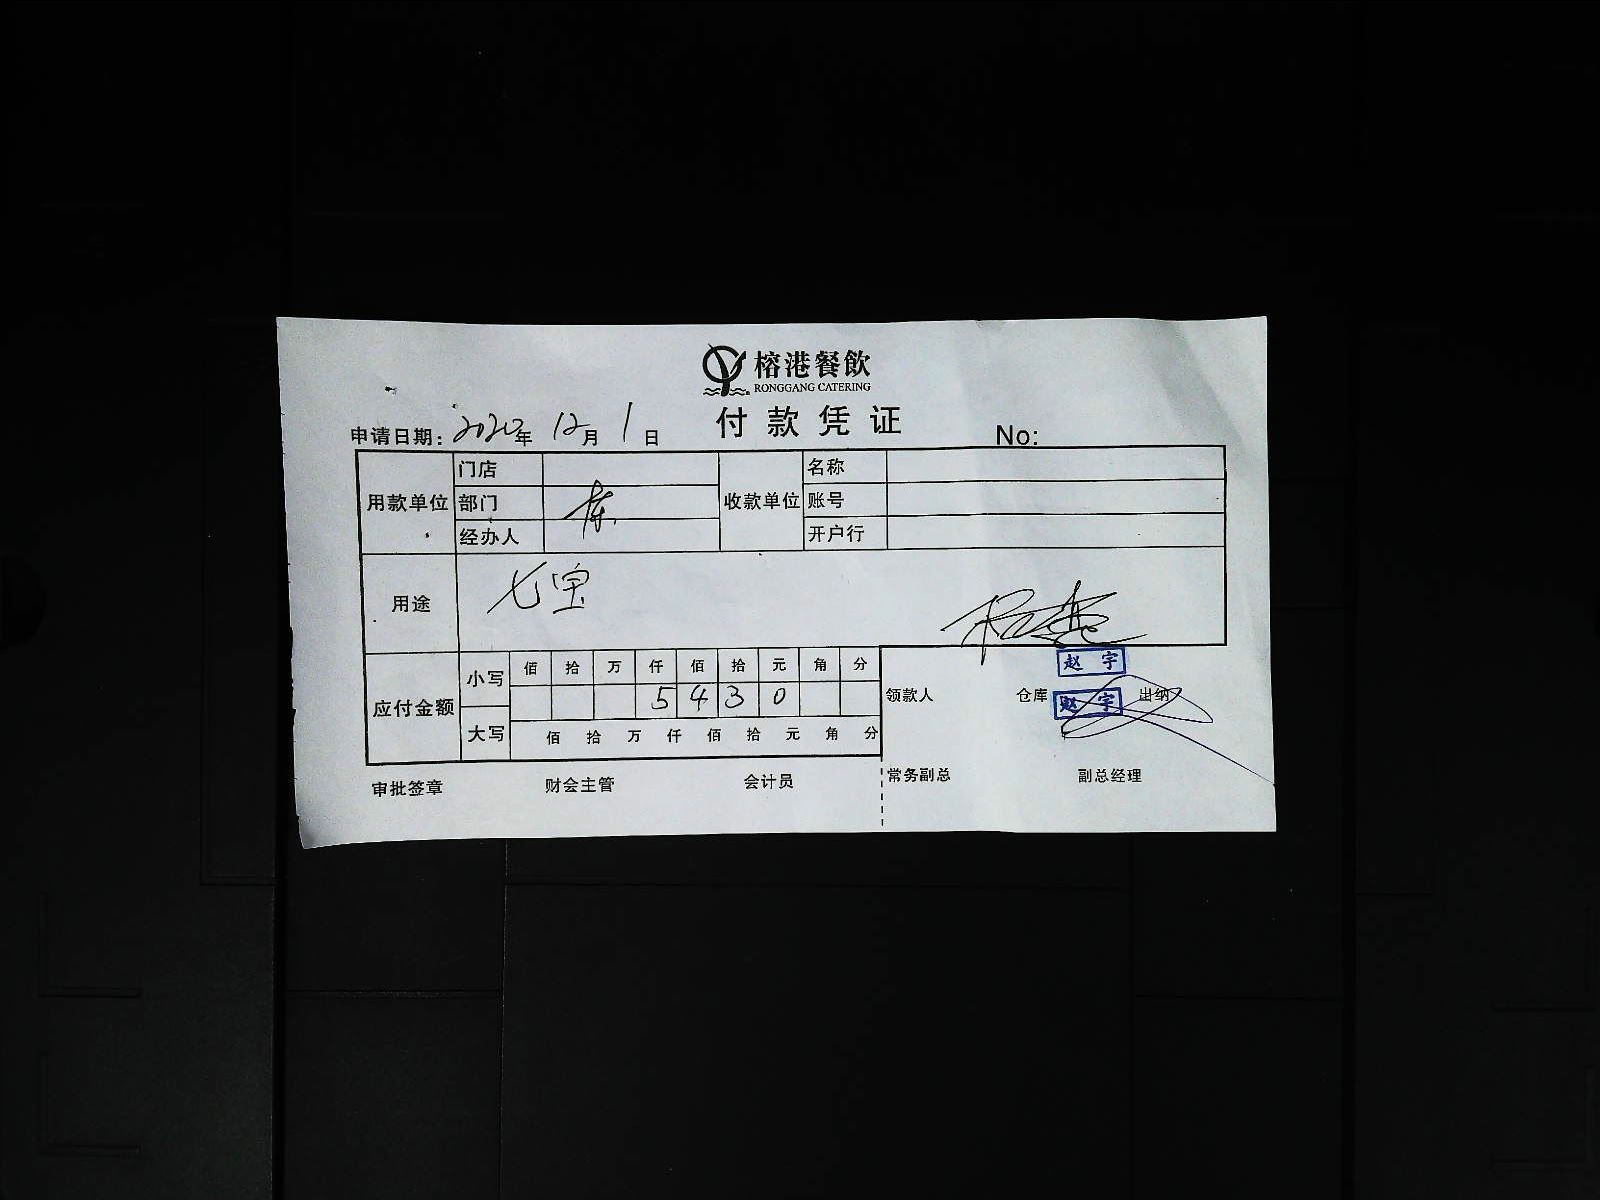 榕港餐飲
RONGGANG CATERING
付款凭证
申请日期：2020年 12月 1日
No:
用款单位 门店 收款单位 名称
部门 账号
经办人 开户行
用途 七宝
应付金额 小写 佰 拾 万 仟 佰 拾 元 角 分
5 4 3 0
大写 佰 拾 万 仟 佰 拾 元 角 分
赵宇
领款人 仓库 赵宇 出纳
审批签章 财会主管 会计员 常务副总 副总经理